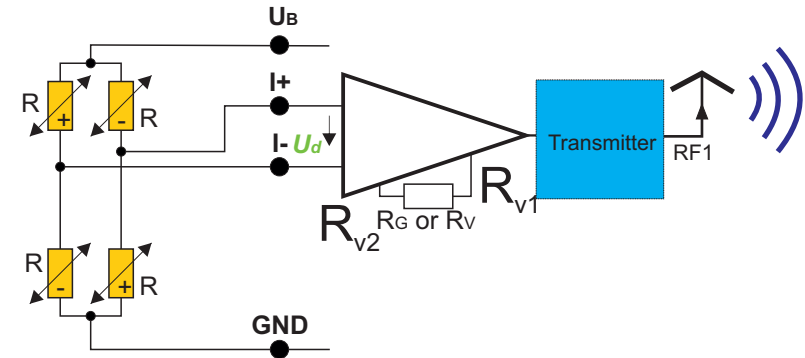 UB
I+
R
+
-
R
I- Ud
Transmitter
RF1
Rv1
RG or RV
Rv2
R
-
+
R
GND